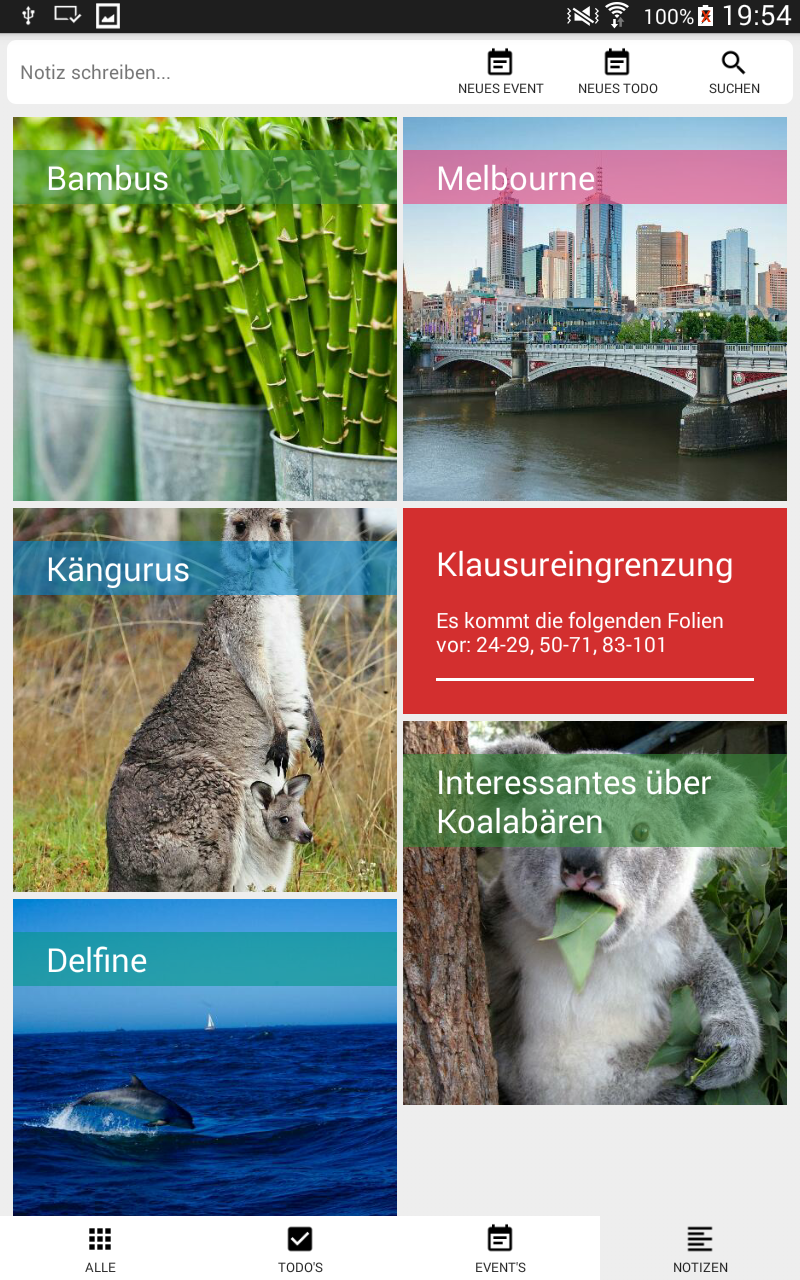 100% 19:54
Notiz schreiben...
NEUES EVENT
NEUES TODO
SUCHEN
Bambus
Melbourne
Kängurus
Klausureingrenzung
Es kommt die folgenden Folien
vor: 24-29, 50-71, 83-101
Interessantes über
Koalabären
Delfine
ALLE
TODO'S
EVENT'S
NOTIZEN